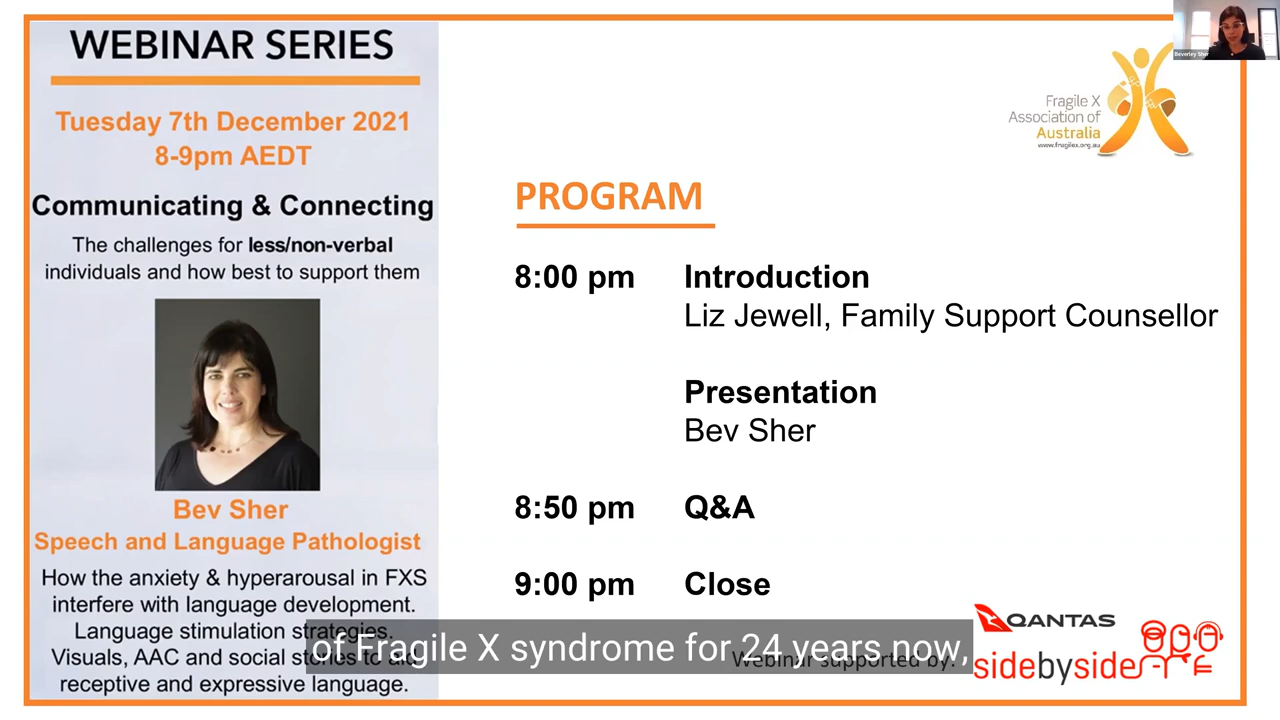 WEBINAR SERIES
Tuesday 7th December 2021
8-9pm AEDT
Communicating & Connecting
The challenges for less/non-verbal
individuals and how best to support them
Bev Sher
Speech and Language Pathologist
How the anxiety & hyperarousal in FXS
interfere with language development.
Language stimulation strategies.
Visuals, AAC and social stories to aid
receptive and expressive language.
Fragile X
Association of
Australia
www.fragilex.org.au
PROGRAM
8:00 pm Introduction
Liz Jewell, Family Support Counsellor
Presentation
Bev Sher
8:50 pm Q&A
9:00 pm Close
Webinar supported by:
QANTAS
sidebyside
of Fragile X syndrome for 24 years now,